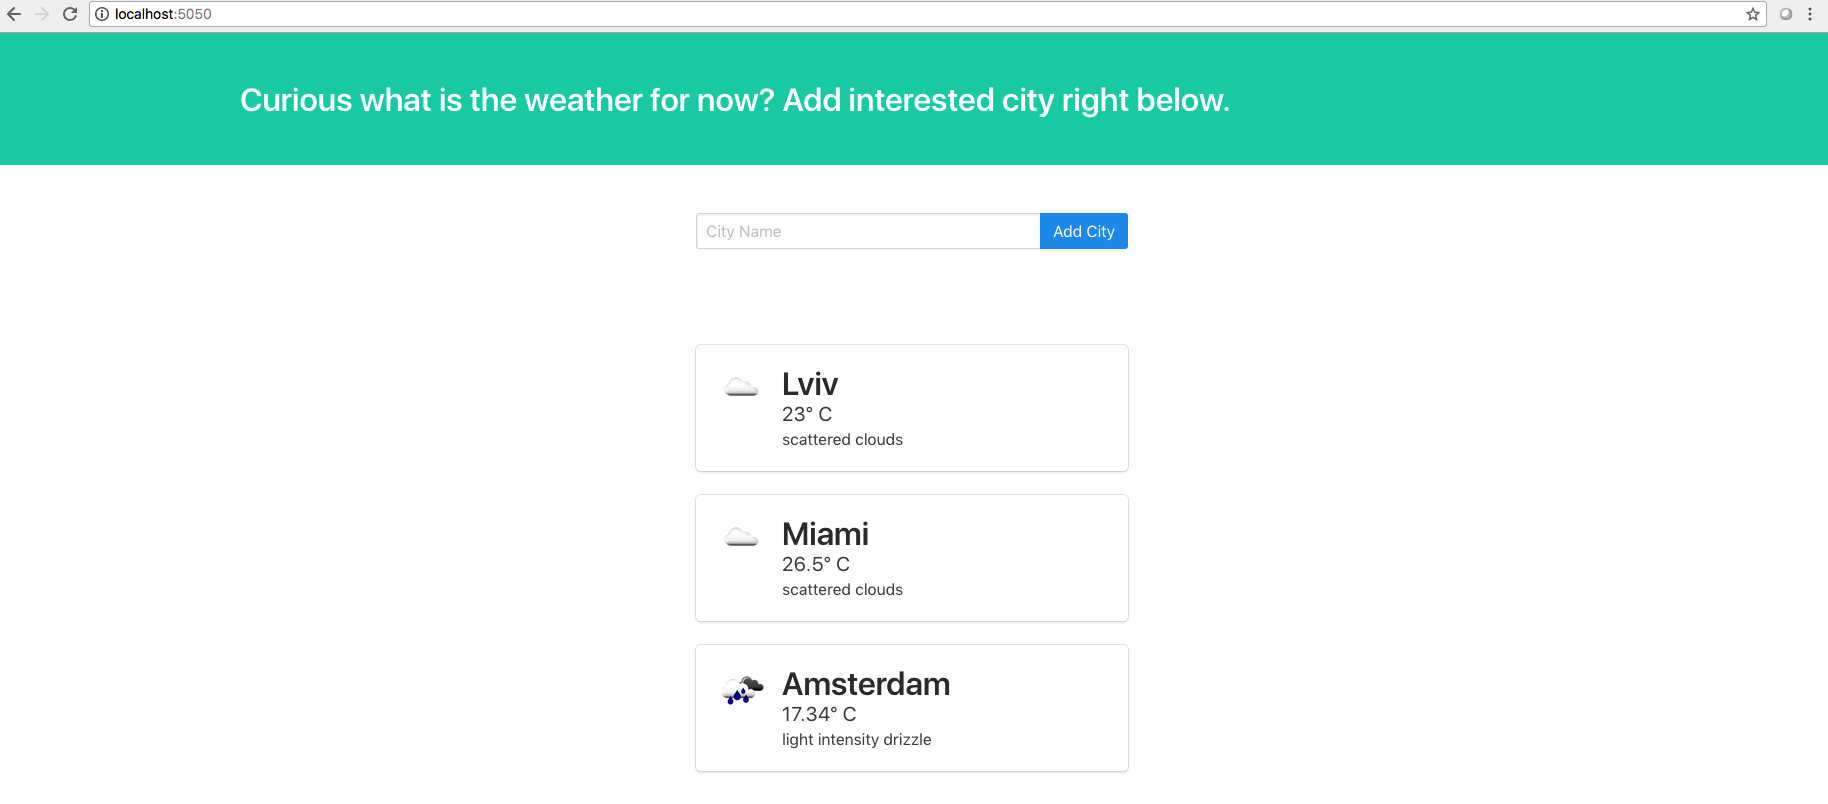 localhost:5050
Curious what is the weather for now? Add interested city right below.
City Name
Add City
Lviv
23° C
scattered clouds
Miami
26.5° C
scattered clouds
Amsterdam
17.34° C
light intensity drizzle